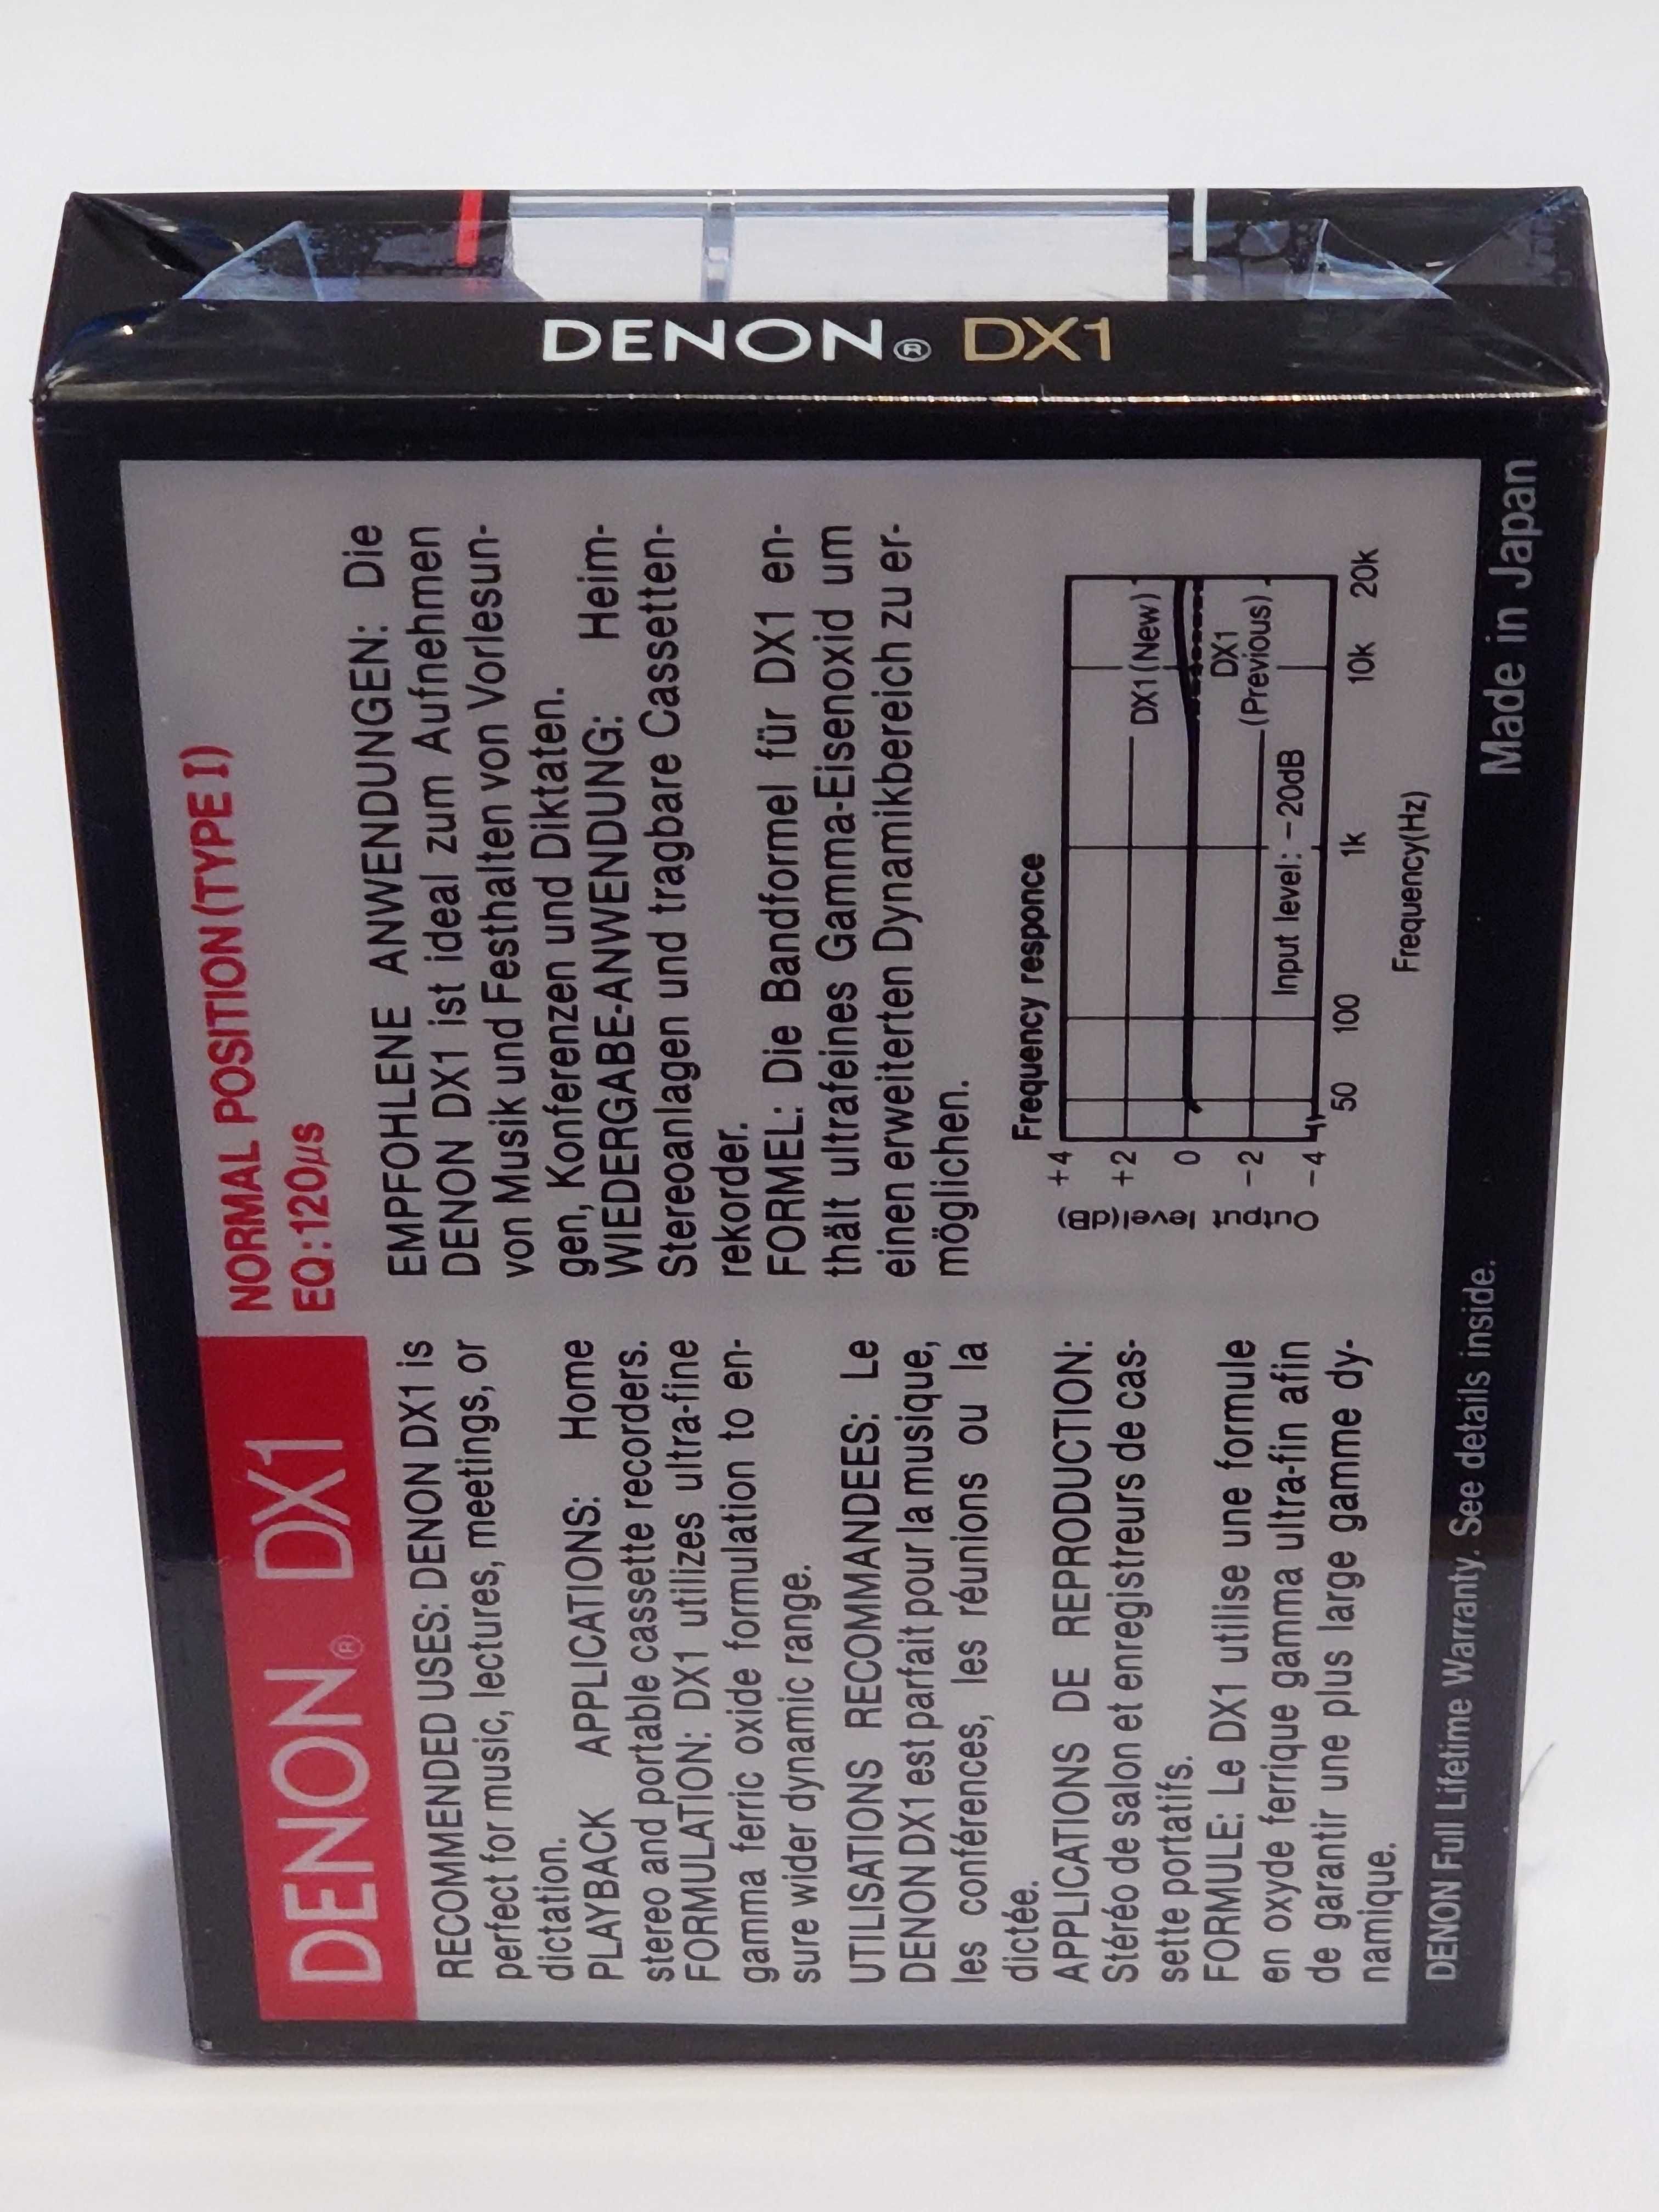 DENON® DX1
DENON® DX1
NORMAL POSITION (TYPE I)
EQ:120μs
RECOMMENDED USES: DENON DX1 is
perfect for music, lectures, meetings, or
dictation.
PLAYBACK APPLICATIONS: Home
stereo and portable cassette recorders.
FORMULATION: DX1 utilizes ultra-fine
gamma ferric oxide formulation to en-
sure wider dynamic range.
UTILISATIONS RECOMMANDEES: Le
DENON DX1 est parfait pour la musique,
les conférences, les réunions ou la
dictée.
APPLICATIONS DE REPRODUCTION:
Stéréo de salon et enregistreurs de cas-
sette portatifs.
FORMULE: Le DX1 utilise une formule
en oxyde ferrique gamma ultra-fin afin
de garantir une plus large gamme dy-
namique.
EMPFOHLENE ANWENDUNGEN: Die
DENON DX1 ist ideal zum Aufnehmen
von Musik und Festhalten von Vorlesun-
gen, Konferenzen und Diktaten.
WIEDERGABE-ANWENDUNG: Heim-
Stereoanlagen und tragbare Cassetten-
rekorder.
FORMEL: Die Bandformel für DX1 en-
thält ultrafeines Gamma-Eisenoxid um
einen erweiterten Dynamikbereich zu er-
möglichen.
Frequency responce
Output level(dB)
+4
+2
0
-2
-4
DX1(New)
DX1
(Previous)
Input level: -20dB
50 100 1k 10k 20k
Frequency(Hz)
DENON Full Lifetime Warranty. See details inside.
Made in Japan